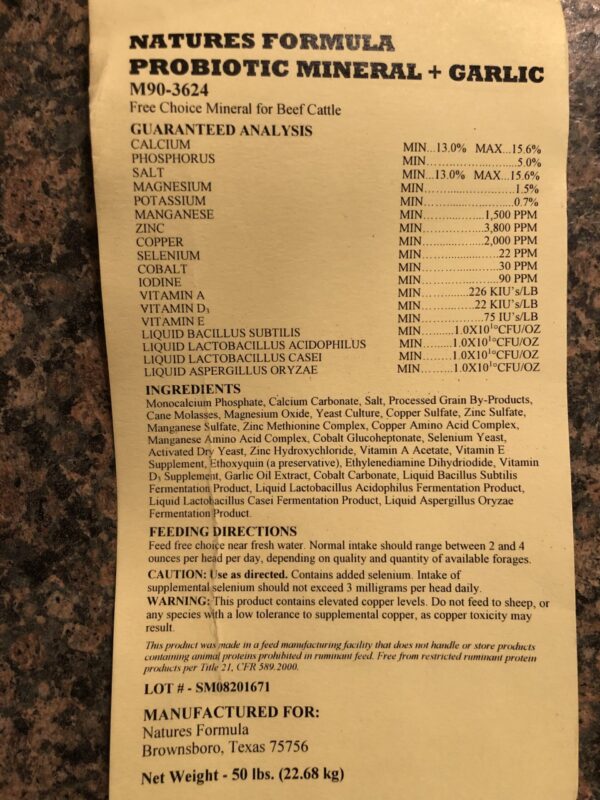 NATURES FORMULA
PROBIOTIC MINERAL + GARLIC
M90-3624
Free Choice Mineral for Beef Cattle
GUARANTEED ANALYSIS
CALCIUM MIN...13.0% MAX...15.6%
PHOSPHORUS MIN.......................5.0%
SALT MIN...13.0% MAX...15.6%
MAGNESIUM MIN.......................1.5%
POTASSIUM MIN.......................0.7%
MANGANESE MIN...............1,500 PPM
ZINC MIN...............3,800 PPM
COPPER MIN...............2,000 PPM
SELENIUM MIN....................22 PPM
COBALT MIN....................30 PPM
IODINE MIN....................90 PPM
VITAMIN A MIN...........226 KIU's/LB
VITAMIN D₃ MIN.............22 KIU's/LB
VITAMIN E MIN...............75 IU's/LB
LIQUID BACILLUS SUBTILIS MIN........1.0X10¹⁰CFU/OZ
LIQUID LACTOBACILLUS ACIDOPHILUS MIN........1.0X10¹⁰CFU/OZ
LIQUID LACTOBACILLUS CASEI MIN........1.0X10¹⁰CFU/OZ
LIQUID ASPERGILLUS ORYZAE MIN........1.0X10¹⁰CFU/OZ
INGREDIENTS
Monocalcium Phosphate, Calcium Carbonate, Salt, Processed Grain By-Products,
Cane Molasses, Magnesium Oxide, Yeast Culture, Copper Sulfate, Zinc Sulfate,
Manganese Sulfate, Zinc Methionine Complex, Copper Amino Acid Complex,
Manganese Amino Acid Complex, Cobalt Glucoheptonate, Selenium Yeast,
Activated Dry Yeast, Zinc Hydroxychloride, Vitamin A Acetate, Vitamin E
Supplement, Ethoxyquin (a preservative), Ethylenediamine Dihydriodide, Vitamin
D₃ Supplement, Garlic Oil Extract, Cobalt Carbonate, Liquid Bacillus Subtilis
Fermentation Product, Liquid Lactobacillus Acidophilus Fermentation Product,
Liquid Lactobacillus Casei Fermentation Product, Liquid Aspergillus Oryzae
Fermentation Product.
FEEDING DIRECTIONS
Feed free choice near fresh water. Normal intake should range between 2 and 4
ounces per head per day, depending on quality and quantity of available forages.
CAUTION: Use as directed. Contains added selenium. Intake of
supplemental selenium should not exceed 3 milligrams per head daily.
WARNING: This product contains elevated copper levels. Do not feed to sheep, or
any species with a low tolerance to supplemental copper, as copper toxicity may
result.
This product was made in a feed manufacturing facility that does not handle or store products
containing animal proteins prohibited in ruminant feed. Free from restricted ruminant protein
products per Title 21, CFR 589.2000.
LOT # - SM08201671
MANUFACTURED FOR:
Natures Formula
Brownsboro, Texas 75756
Net Weight - 50 lbs. (22.68 kg)